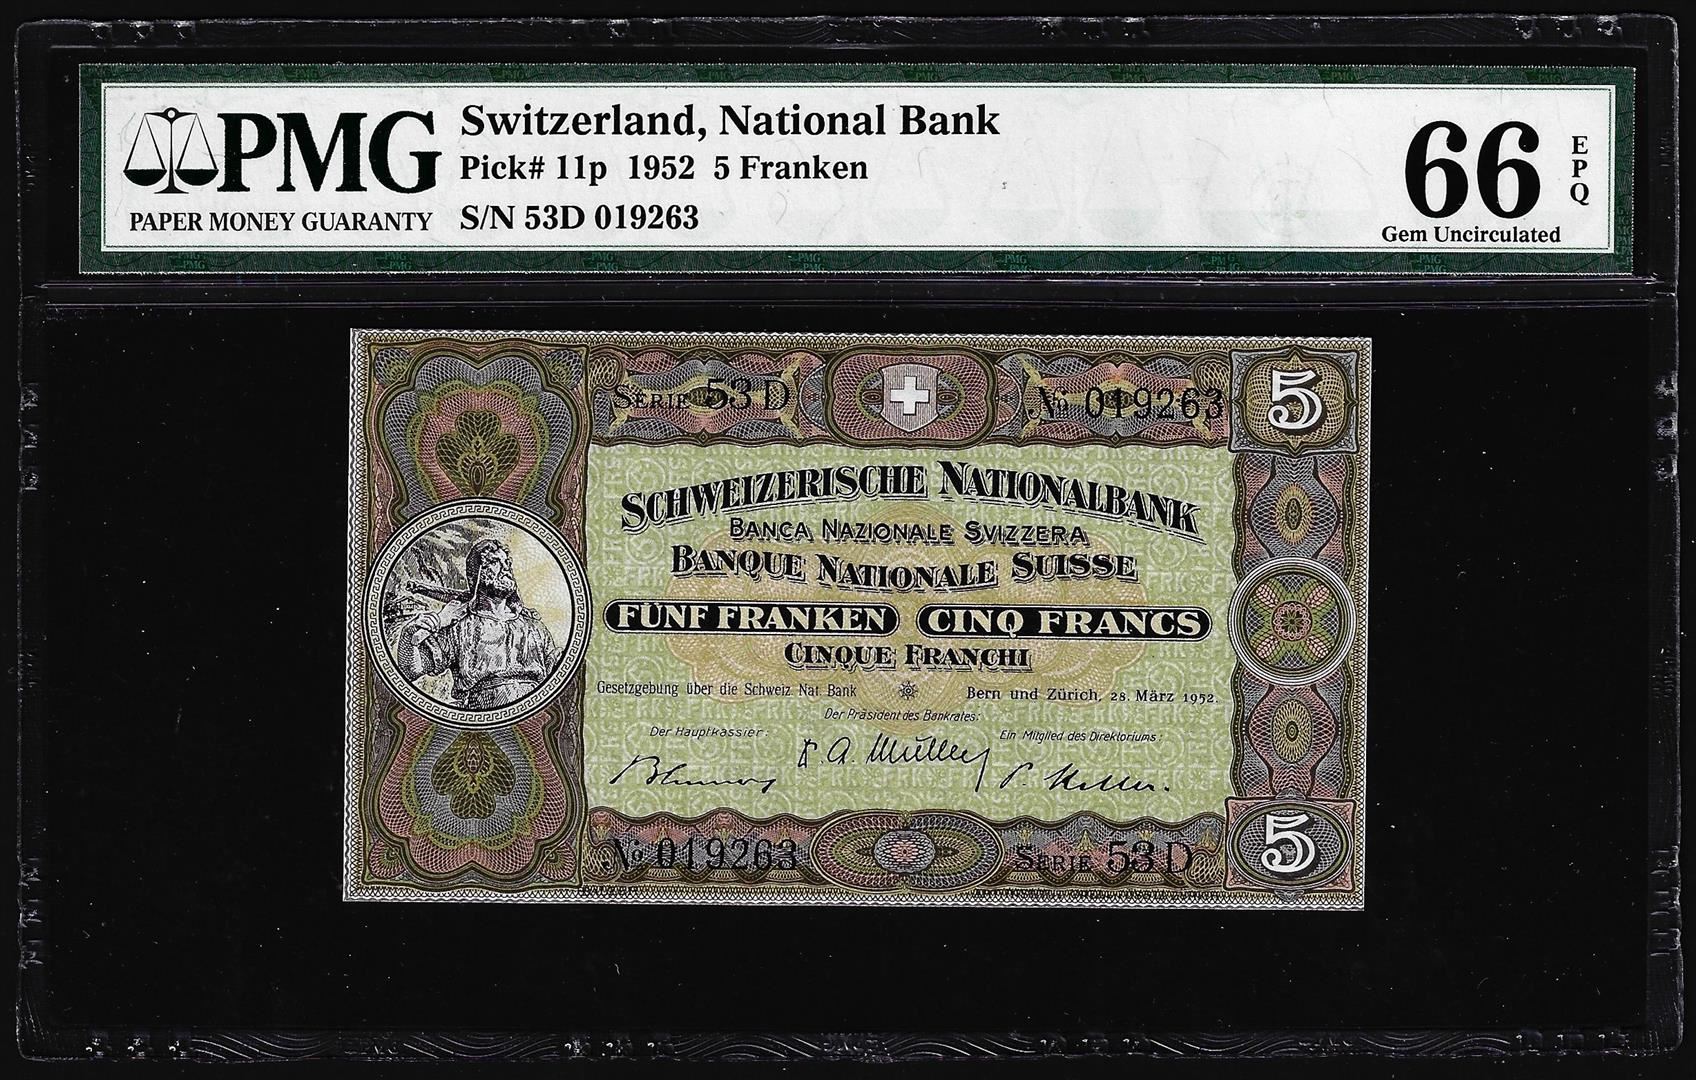 PMG
PAPER MONEY GUARANTY
Switzerland, National Bank
Pick# 11p 1952 5 Franken
S/N 53D 019263
66
EPQ
Gem Uncirculated
SERIE 53 D
No 019263
5
SCHWEIZERISCHE NATIONALBANK
BANCA NAZIONALE SVIZZERA
BANQUE NATIONALE SUISSE
FÜNF FRANKEN CINQ FRANCS
CINQUE FRANCHI
Gesetzgebung über die Schweiz. Nat. Bank
Bern und Zürich, 28. März 1952.
Der Präsident des Bankrates:
Der Hauptkassier:
Ein Mitglied des Direktoriums:
Müller
P. Keller.
No 019263
SERIE 53 D
5